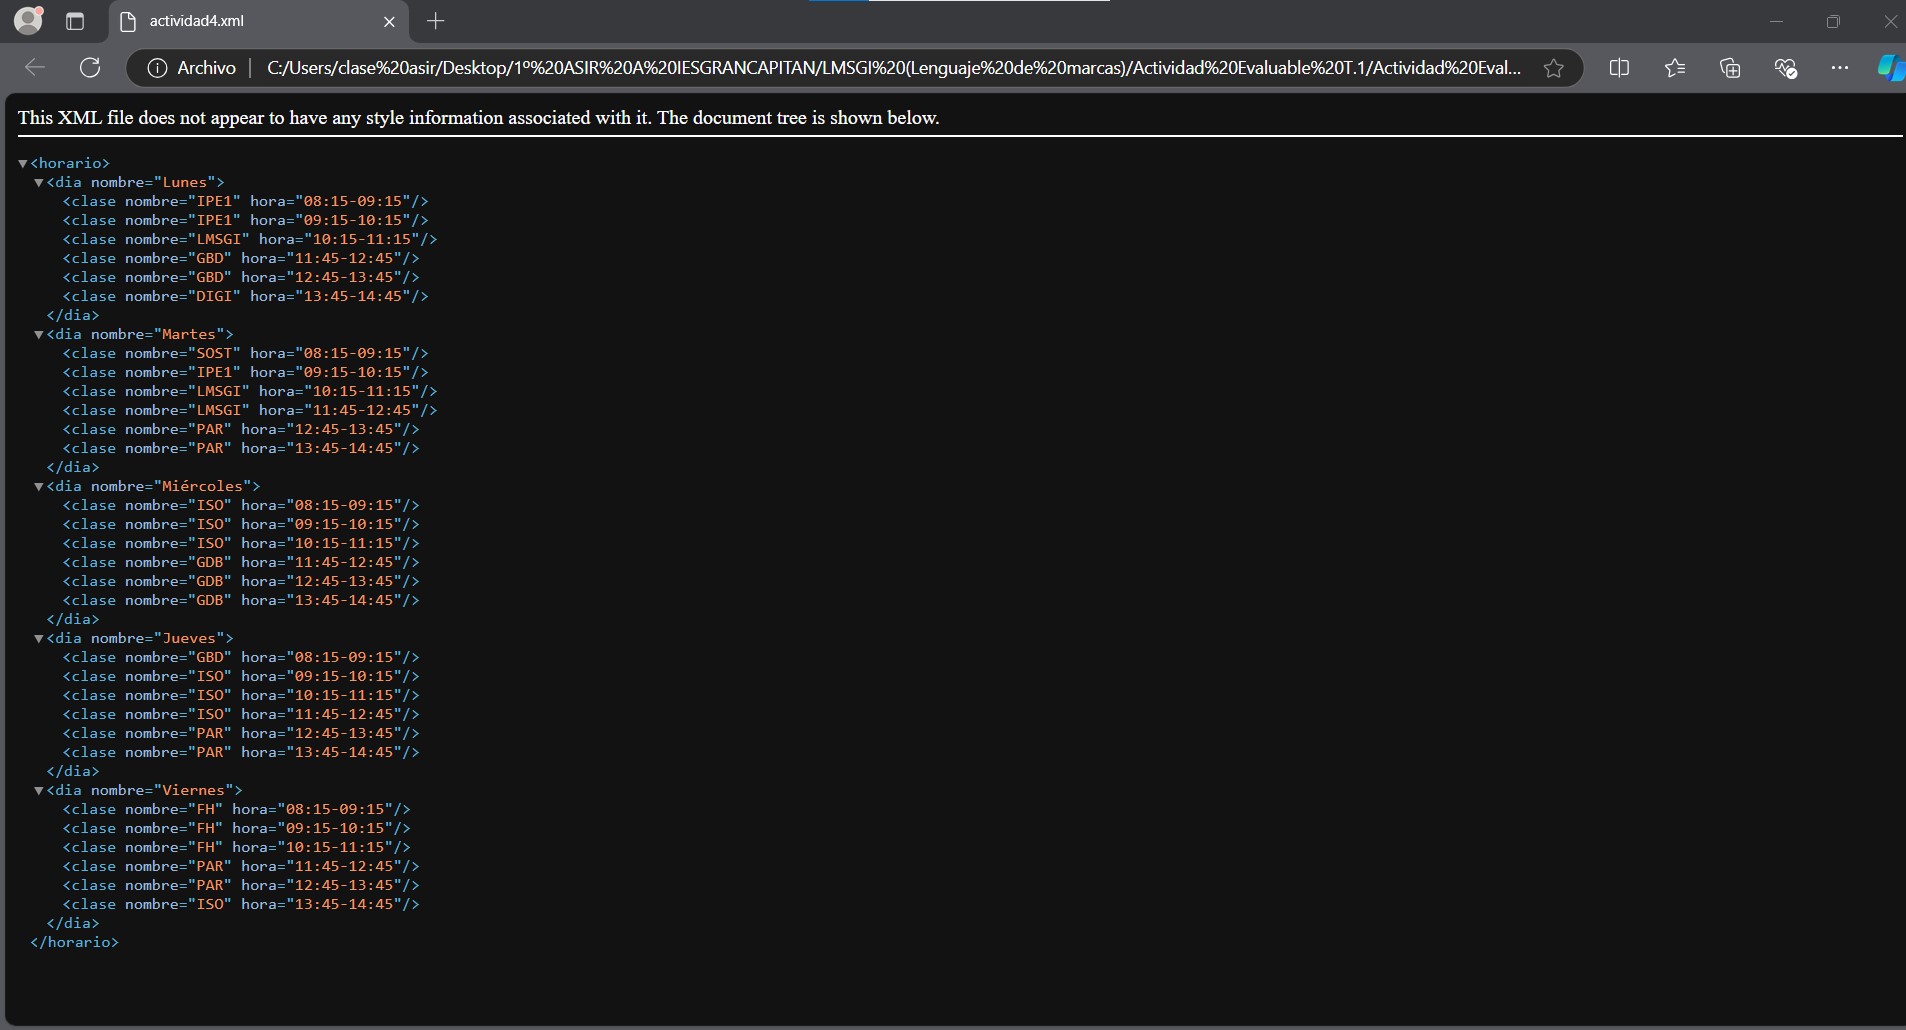 actividad4.xml
Archivo | C:/Users/clase%20asir/Desktop/1º%20ASIR%20A%20IESGRANCAPITAN/LMSGI%20(Lenguaje%20de%20marcas)/Actividad%20Evaluable%20T.1/Actividad%20Eval...
This XML file does not appear to have any style information associated with it. The document tree is shown below.
▼<horario>
▼<dia nombre="Lunes">
<clase nombre="IPE1" hora="08:15-09:15"/>
<clase nombre="IPE1" hora="09:15-10:15"/>
<clase nombre="LMSGI" hora="10:15-11:15"/>
<clase nombre="GBD" hora="11:45-12:45"/>
<clase nombre="GBD" hora="12:45-13:45"/>
<clase nombre="DIGI" hora="13:45-14:45"/>
</dia>
▼<dia nombre="Martes">
<clase nombre="SOST" hora="08:15-09:15"/>
<clase nombre="IPE1" hora="09:15-10:15"/>
<clase nombre="LMSGI" hora="10:15-11:15"/>
<clase nombre="LMSGI" hora="11:45-12:45"/>
<clase nombre="PAR" hora="12:45-13:45"/>
<clase nombre="PAR" hora="13:45-14:45"/>
</dia>
▼<dia nombre="Miércoles">
<clase nombre="ISO" hora="08:15-09:15"/>
<clase nombre="ISO" hora="09:15-10:15"/>
<clase nombre="ISO" hora="10:15-11:15"/>
<clase nombre="GDB" hora="11:45-12:45"/>
<clase nombre="GDB" hora="12:45-13:45"/>
<clase nombre="GDB" hora="13:45-14:45"/>
</dia>
▼<dia nombre="Jueves">
<clase nombre="GBD" hora="08:15-09:15"/>
<clase nombre="ISO" hora="09:15-10:15"/>
<clase nombre="ISO" hora="10:15-11:15"/>
<clase nombre="ISO" hora="11:45-12:45"/>
<clase nombre="PAR" hora="12:45-13:45"/>
<clase nombre="PAR" hora="13:45-14:45"/>
</dia>
▼<dia nombre="Viernes">
<clase nombre="FH" hora="08:15-09:15"/>
<clase nombre="FH" hora="09:15-10:15"/>
<clase nombre="FH" hora="10:15-11:15"/>
<clase nombre="PAR" hora="11:45-12:45"/>
<clase nombre="PAR" hora="12:45-13:45"/>
<clase nombre="ISO" hora="13:45-14:45"/>
</dia>
</horario>